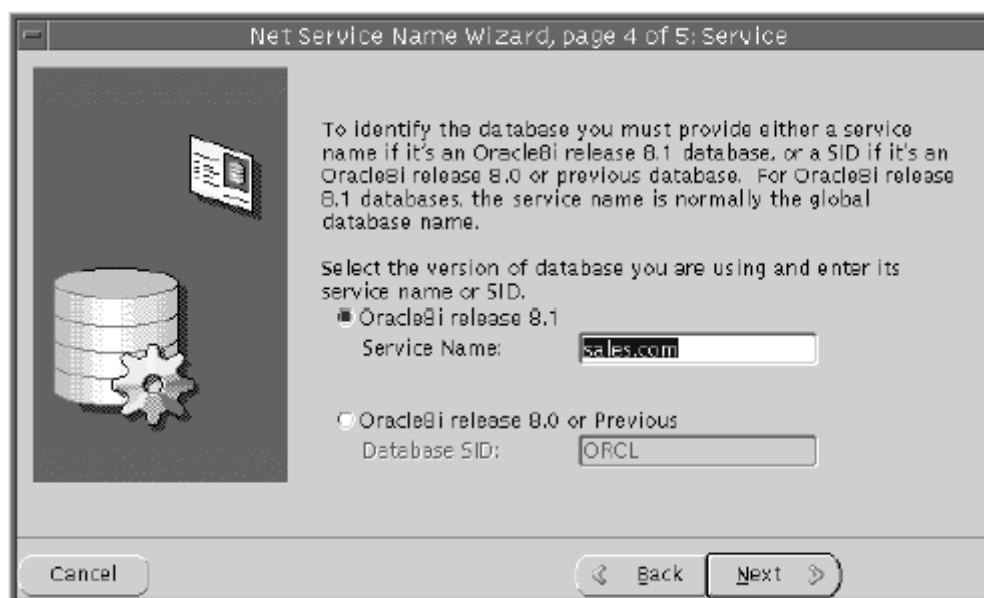 Net Service Name Wizard, page 4 of 5: Service
To identify the database you must provide either a service
name if it's an Oracle8i release 8.1 database, or a SID if it's an
Oracle8i release 8.0 or previous database. For Oracle8i release
8.1 databases, the service name is normally the global
database name.
Select the version of database you are using and enter its
service name or SID.
Oracle8i release 8.1
Service Name: sales.com
Oracle8i release 8.0 or Previous
Database SID: ORCL
Cancel Back Next